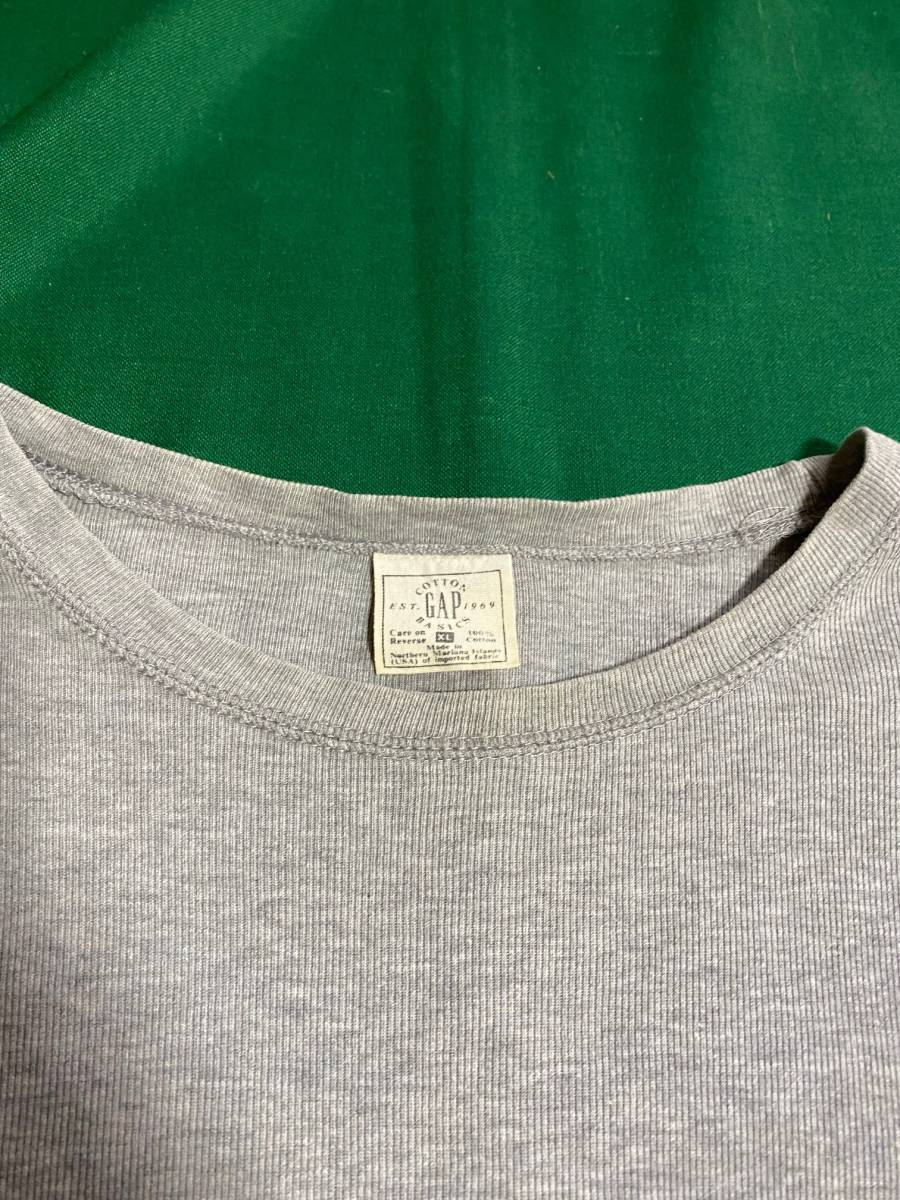 COTTON
EST. GAP 1969
BASICS
Care on Reverse XL 100% Cotton
Made in
Northern Mariana Islands
(USA) of imported fabric